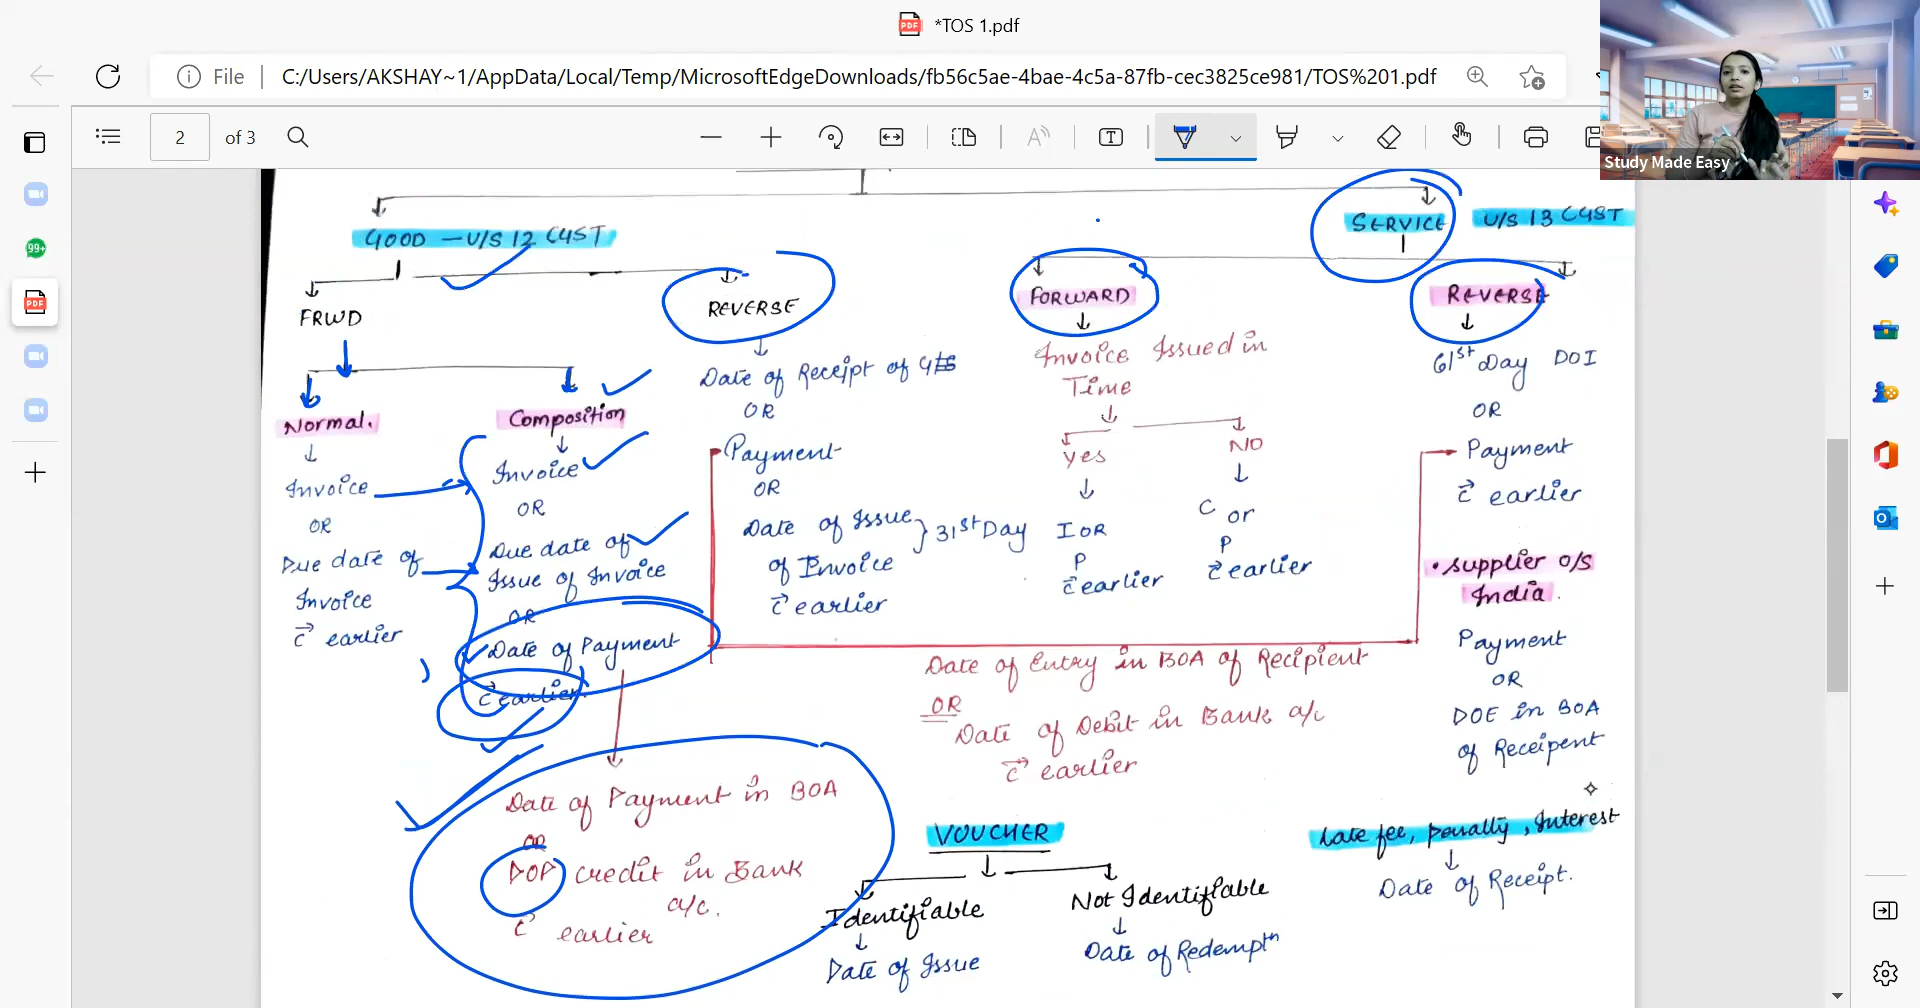 *TOS 1.pdf
File
C:/Users/AKSHAY~1/AppData/Local/Temp/MicrosoftEdgeDownloads/fb56c5ae-4bae-4c5a-87fb-cec3825ce981/TOS%201.pdf
2 of 3
Study Made Easy
99+
PDF
GOOD - U/S 12 CGST
SERVICE U/S 13 CGST
FRWD
REVERSE
FORWARD
REVERSE
Normal.
Invoice
OR
Due date of
Invoice
c⃗ earlier
Composition
Invoice
OR
Due date of
Issue of Invoice
OR
Date of Payment
c⃗ earlier
Date of Payment in BOA
OR
DOP credit in Bank
a/c.
c⃗ earlier
Date of Receipt of
OR
Payment
OR
Date of Issue
of Invoice } 31st Day
c⃗ earlier
Invoice Issued in
Time
Yes
NO
I OR
P
c⃗ earlier
C or
P
c⃗ earlier
61st Day DOI
OR
Payment
c⃗ earlier
• Supplier o/s
India.
Payment
OR
DOE in BOA
of Receipent
Date of Entry in BOA of Recipient
OR
Date of Debit in Bank a/c
c⃗ earlier
VOUCHER
Identifiable
Date of Issue
Not Identifiable
Date of Redemptn
Late fee, penalty, Interest
Date of Receipt.